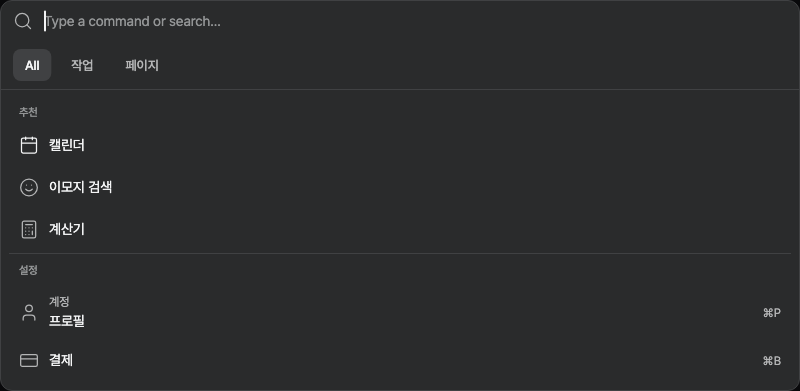 Type a command or search...
All 작업 페이지
추천
캘린더
이모지 검색
계산기
설정
계정
프로필 ⌘P
결제 ⌘B